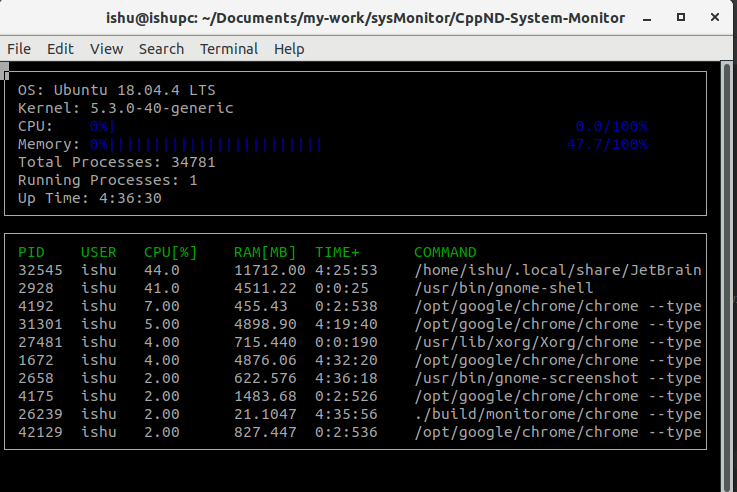 ishu@ishupc: ~/Documents/my-work/sysMonitor/CppND-System-Monitor
File Edit View Search Terminal Help
OS: Ubuntu 18.04.4 LTS
Kernel: 5.3.0-40-generic
CPU: 0%| 0.0/100%
Memory: 0%|||||||||||||||||||||||| 47.7/100%
Total Processes: 34781
Running Processes: 1
Up Time: 4:36:30
PID USER CPU[%] RAM[MB] TIME+ COMMAND
32545 ishu 44.0 11712.00 4:25:53 /home/ishu/.local/share/JetBrain
2928 ishu 41.0 4511.22 0:0:25 /usr/bin/gnome-shell
4192 ishu 7.00 455.43 0:2:538 /opt/google/chrome/chrome --type
31301 ishu 5.00 4898.90 4:19:40 /opt/google/chrome/chrome --type
27481 ishu 4.00 715.440 0:0:190 /usr/lib/xorg/Xorg/chrome --type
1672 ishu 4.00 4876.06 4:32:20 /opt/google/chrome/chrome --type
2658 ishu 2.00 622.576 4:36:18 /usr/bin/gnome-screenshot --type
4175 ishu 2.00 1483.68 0:2:526 /opt/google/chrome/chrome --type
26239 ishu 2.00 21.1047 4:35:56 ./build/monitorome/chrome --type
42129 ishu 2.00 827.447 0:2:536 /opt/google/chrome/chrome --type